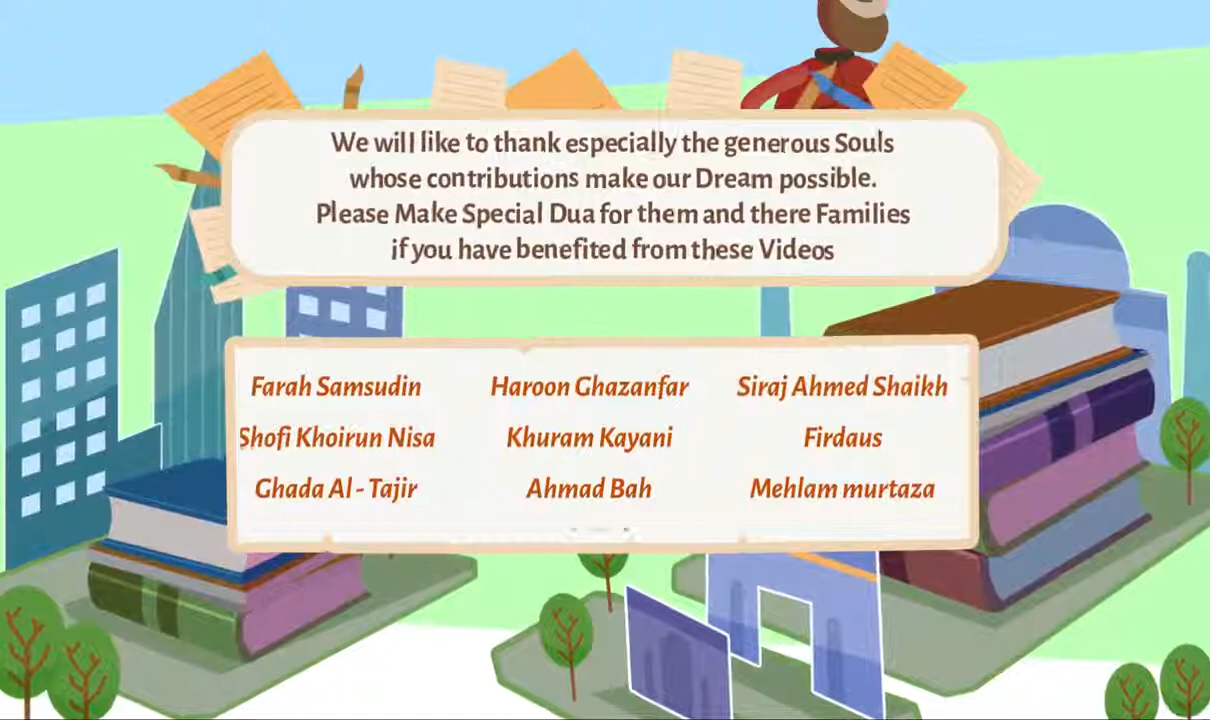 We will like to thank especially the generous Souls
whose contributions make our Dream possible.
Please Make Special Dua for them and there Families
if you have benefited from these Videos
Farah Samsudin Haroon Ghazanfar Siraj Ahmed Shaikh
Shofi Khoirun Nisa Khuram Kayani Firdaus
Ghada Al - Tajir Ahmad Bah Mehlam murtaza